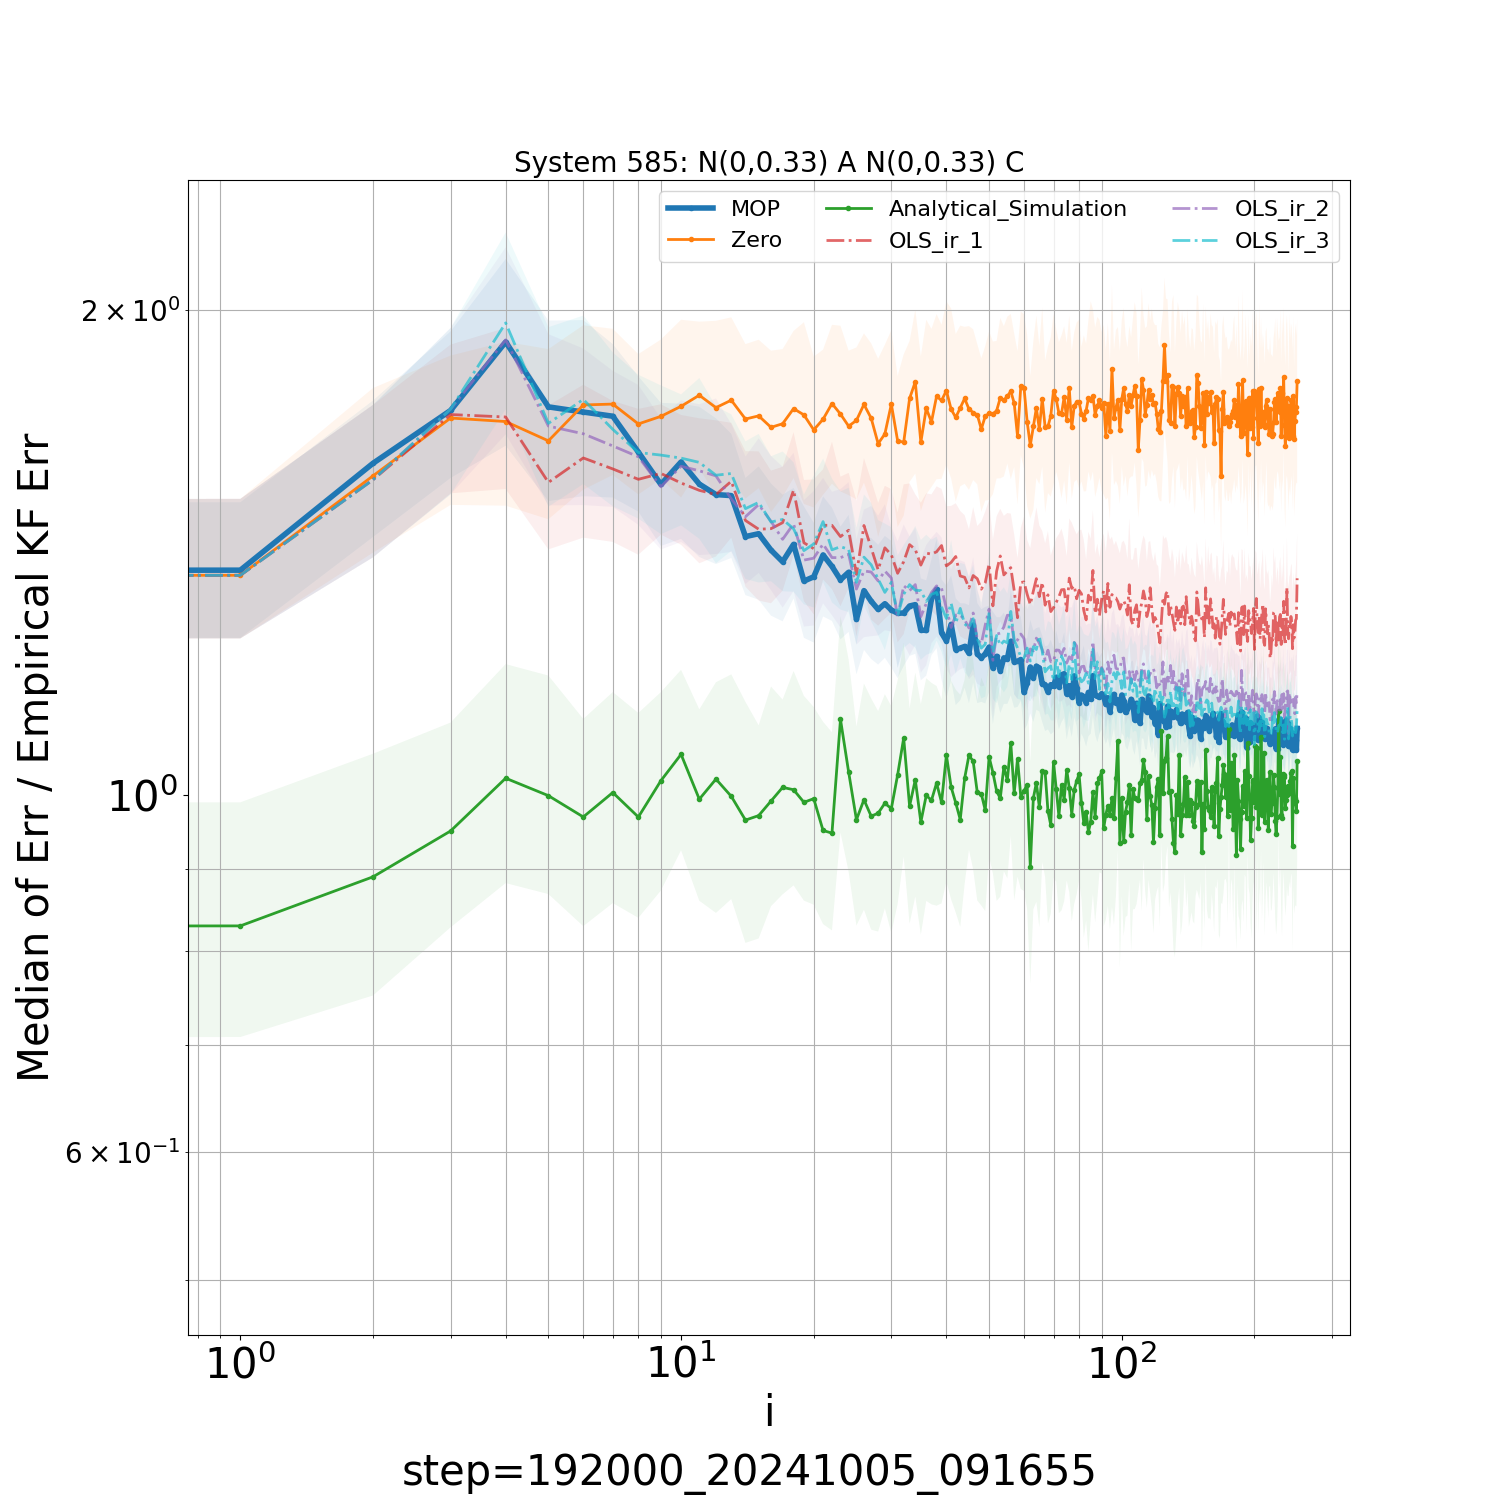 System 585: N(0,0.33) A N(0,0.33) C
MOP
Zero
Analytical_Simulation
OLS_ir_1
OLS_ir_2
OLS_ir_3
Median of Err / Empirical KF Err
2 × 10⁰
10⁰
6 × 10⁻¹
10⁰
10¹
10²
i
step=192000_20241005_091655